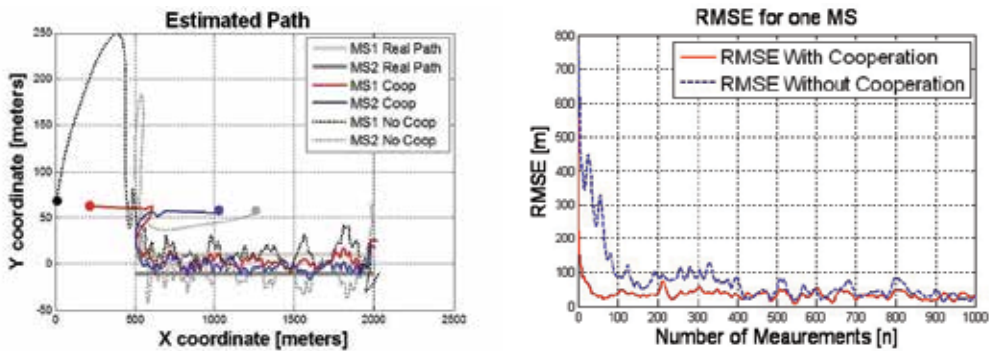 Estimated Path
250
200
150
100
50
0
-50
0
500
1000
1500
2000
2500
Y coordinate [meters]
X coordinate [meters]
MS1 Real Path
MS2 Real Path
MS1 Coop
MS2 Coop
MS1 No Coop
MS2 No Coop
RMSE for one MS
800
700
600
500
400
300
200
100
0
0
100
200
300
400
500
600
700
800
900
1000
RMSE [m]
Number of Meaurements [n]
RMSE With Cooperation
RMSE Without Cooperation